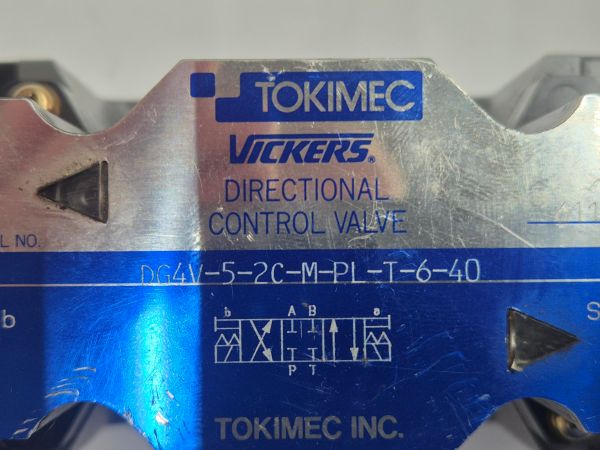 TOKIMEC
VICKERS®
DIRECTIONAL
CONTROL VALVE
L NO.
DG4V-5-2C-M-PL-T-6-40
b
b A B a
P T
S
TOKIMEC INC.